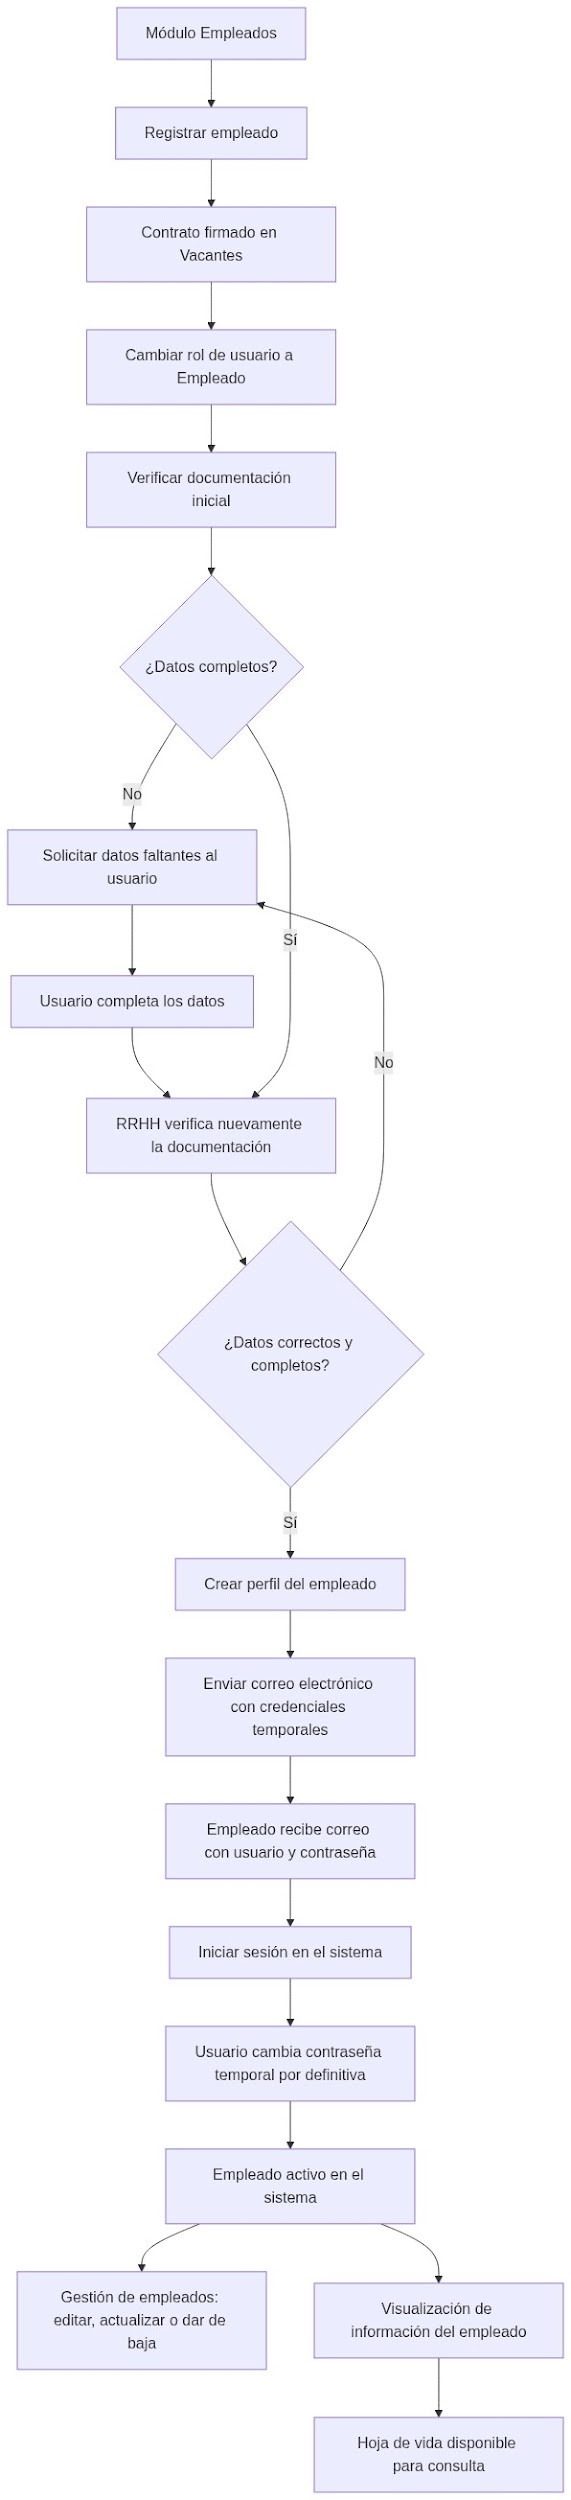 Módulo Empleados
Registrar empleado
Contrato firmado en
Vacantes
Cambiar rol de usuario a
Empleado
Verificar documentación
inicial
¿Datos completos?
No
Solicitar datos faltantes al
usuario
Sí
Usuario completa los datos
No
RRHH verifica nuevamente
la documentación
¿Datos correctos y
completos?
Sí
Crear perfil del empleado
Enviar correo electrónico
con credenciales
temporales
Empleado recibe correo
con usuario y contraseña
Iniciar sesión en el sistema
Usuario cambia contraseña
temporal por definitiva
Empleado activo en el
sistema
Gestión de empleados:
editar, actualizar o dar de
baja
Visualización de
información del empleado
Hoja de vida disponible
para consulta